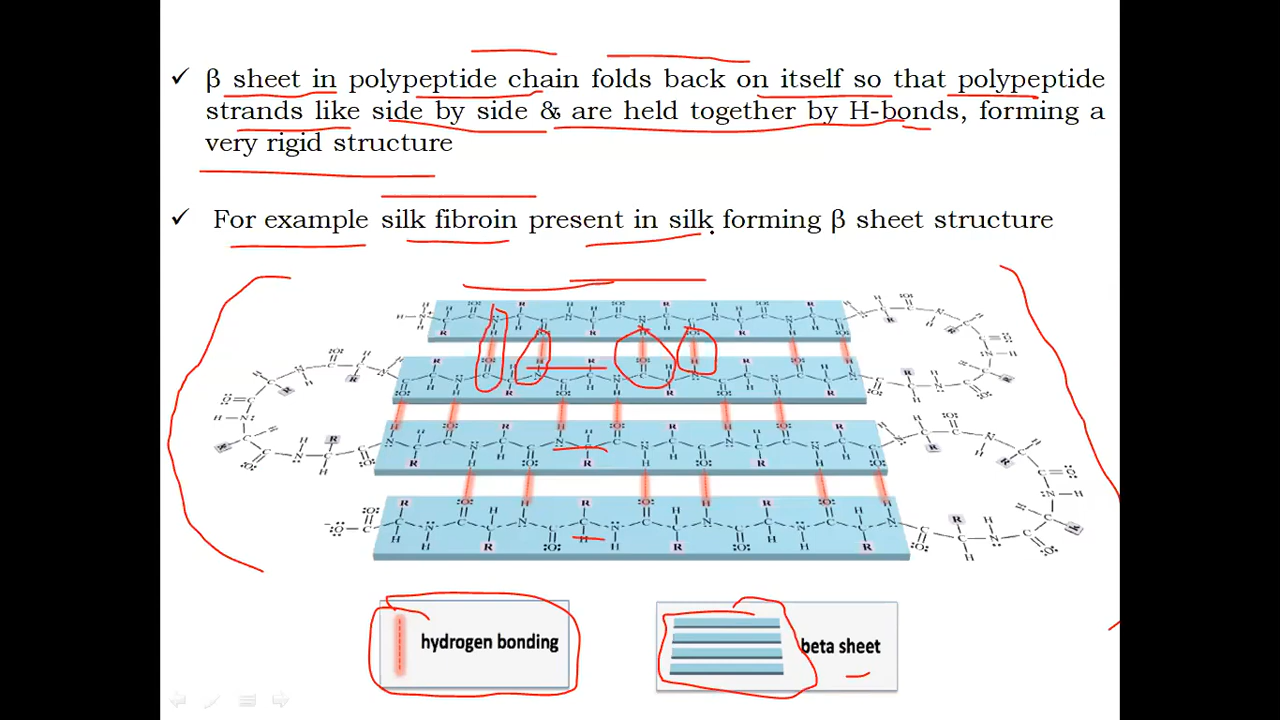 ✓ β sheet in polypeptide chain folds back on itself so that polypeptide
strands like side by side & are held together by H-bonds, forming a
very rigid structure
✓ For example silk fibroin present in silk forming β sheet structure
hydrogen bonding
beta sheet